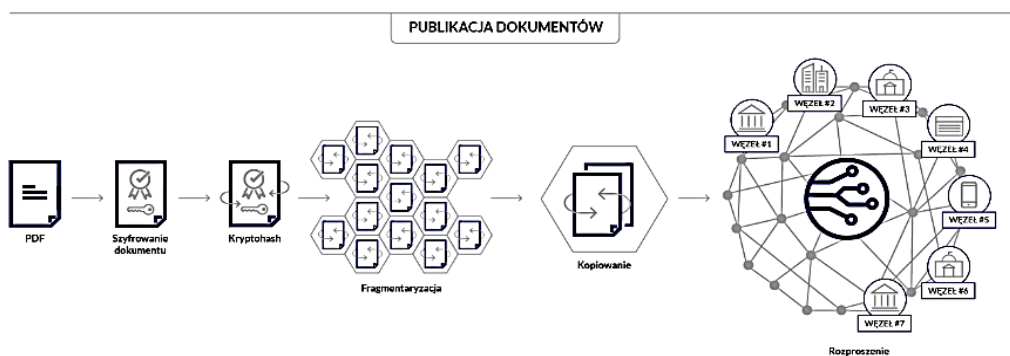 PUBLIKACJA DOKUMENTÓW
PDF
Szyfrowanie
dokumentu
Kryptohash
Fragmentaryzacja
Kopiowanie
WĘZEŁ #1
WĘZEŁ #2
WĘZEŁ #3
WĘZEŁ #4
WĘZEŁ #5
WĘZEŁ #6
WĘZEŁ #7
Rozproszenie